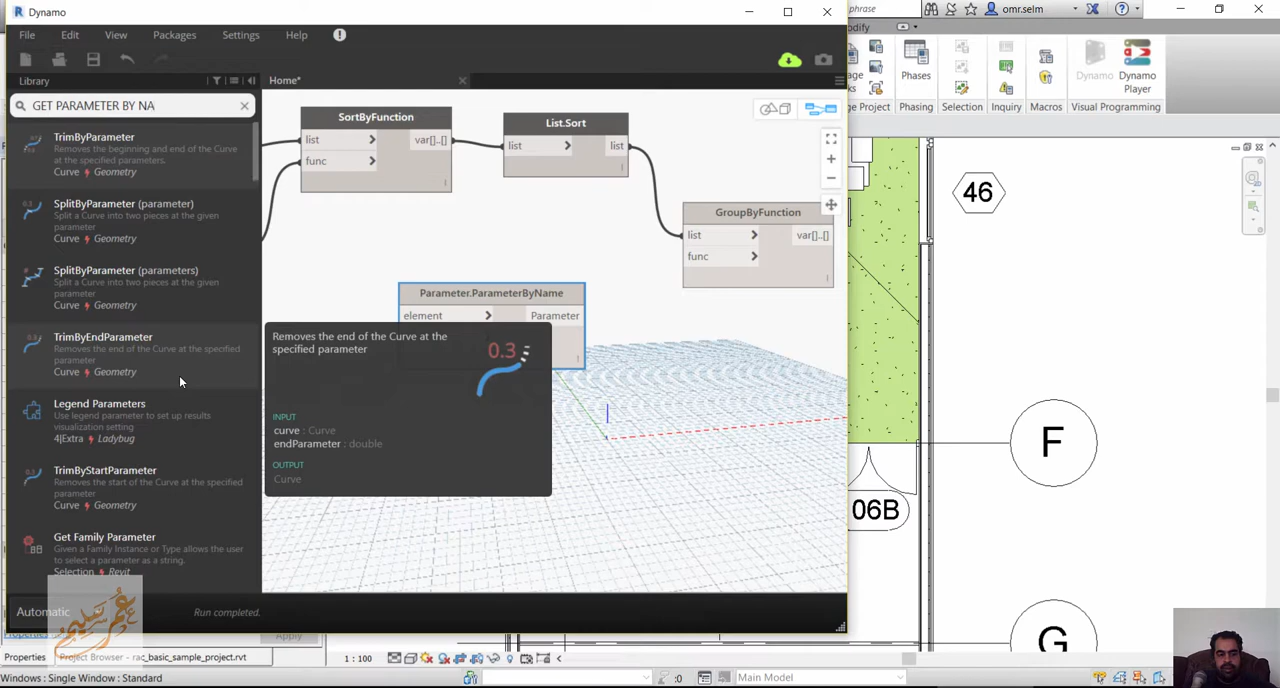 Dynamo
File Edit View Packages Settings Help
Library
Home*
GET PARAMETER BY NA
TrimByParameter
Removes the beginning and end of the Curve
at the specified parameters.
Curve Geometry
SplitByParameter (parameter)
Split a Curve into two pieces at the given
parameter
Curve Geometry
SplitByParameter (parameters)
Split a Curve into two pieces at the given
parameter
Curve Geometry
TrimByEndParameter
Removes the end of the Curve at the specified
parameter
Curve Geometry
Legend Parameters
Use legend parameter to set up results
visualization setting
4|Extra Ladybug
TrimByStartParameter
Removes the start of the Curve at the specified
parameter
Curve Geometry
Get Family Parameter
Given a Family Instance or Type allows the user
to select a parameter as a string.
Selection Revit
SortByFunction
list var[]..[]
func
List.Sort
list list
GroupByFunction
list var[]..[]
func
Parameter.ParameterByName
element Parameter
Removes the end of the Curve at the
specified parameter
0.3
INPUT
curve : Curve
endParameter : double
OUTPUT
Curve
Automatic
Run completed.
Apply
Properties Project Browser - rac_basic_sample_project.rvt
Windows : Single Window : Standard
1 : 100
:0
Main Model
phrase
omr.selm
Phases
Dynamo
Dynamo
Player
Phasing Selection Inquiry Macros Visual Programming
46
F
06B
G
عمر سليم